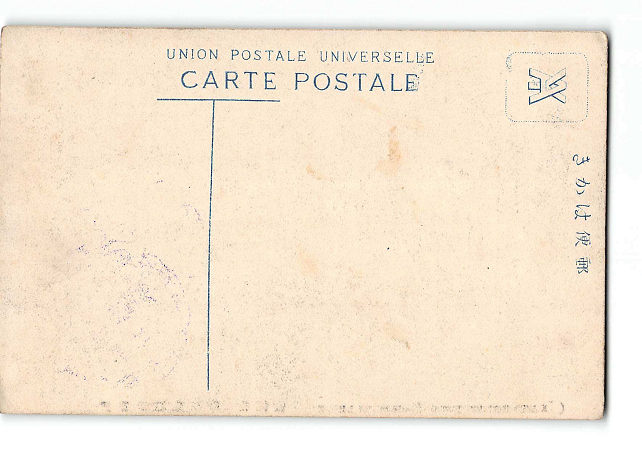 UNION POSTALE UNIVERSELLE
CARTE POSTALE
きかは便郵